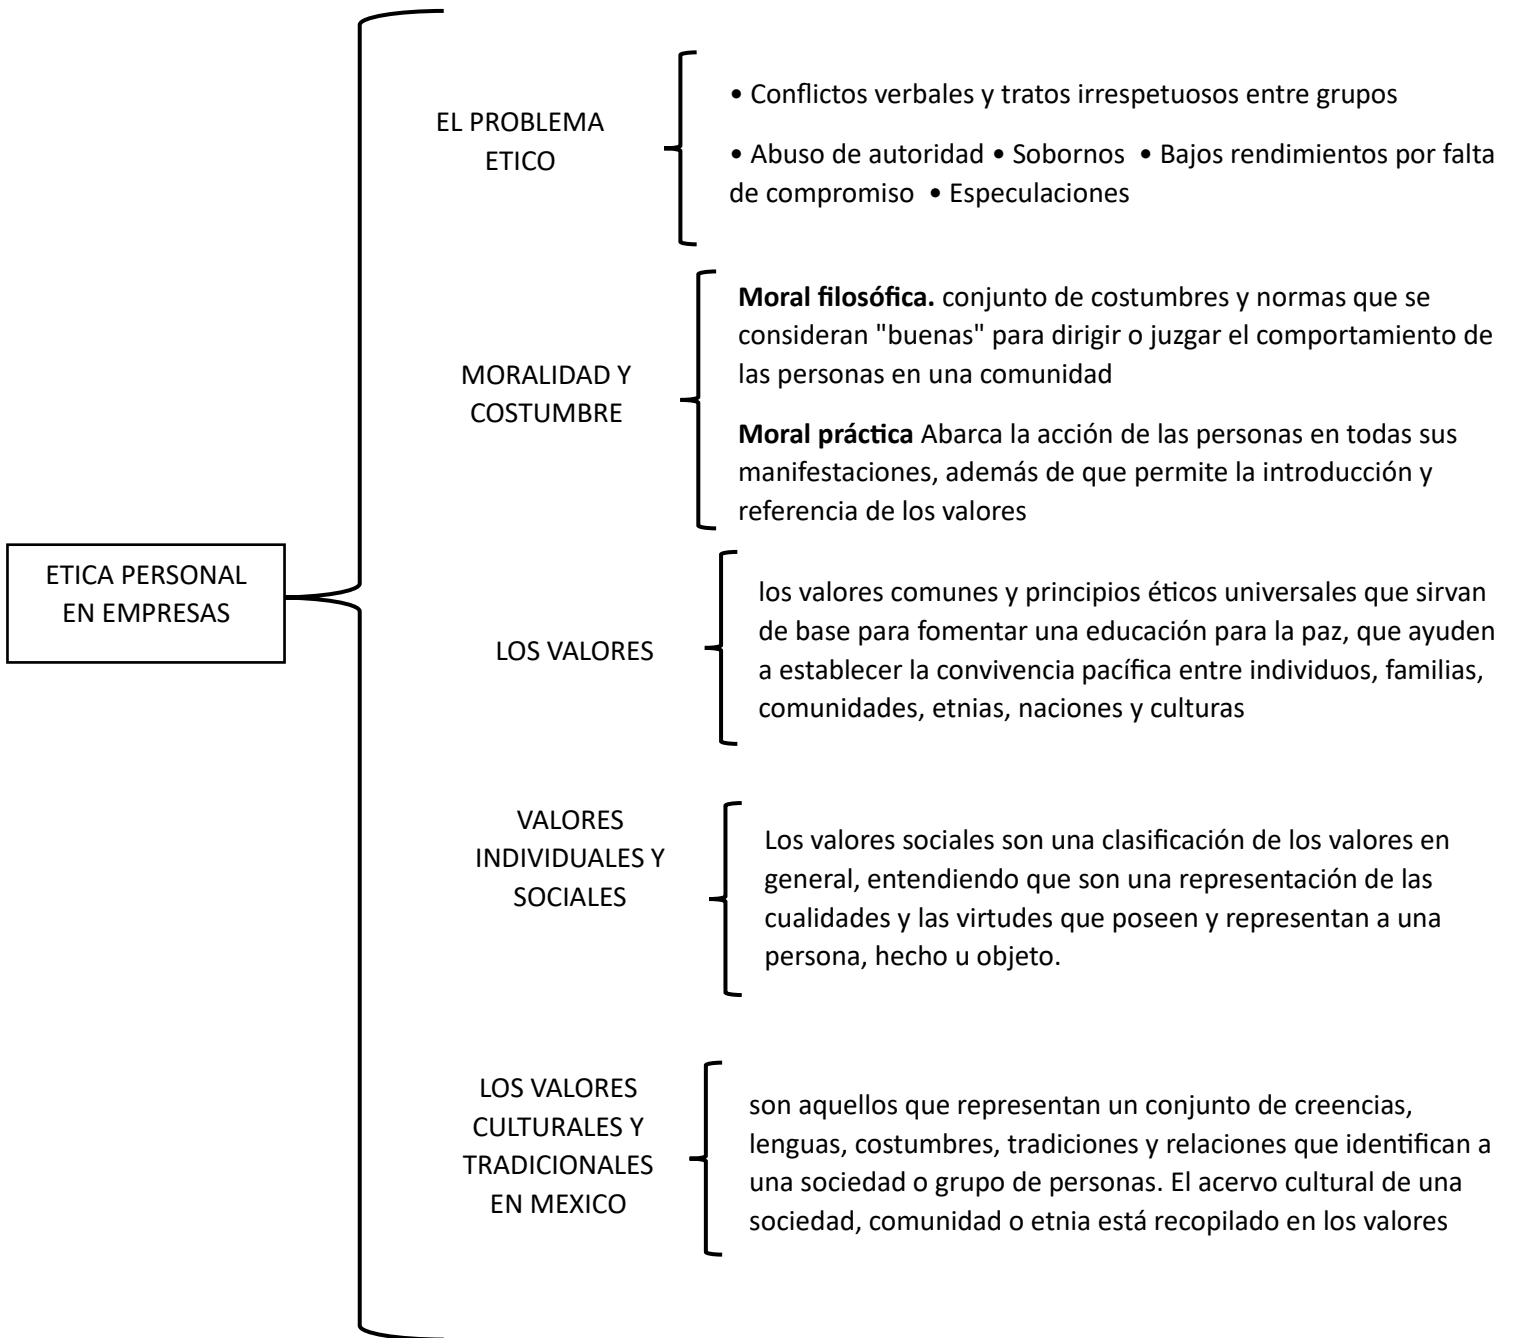 EL PROBLEMA
ETICO
• Conflictos verbales y tratos irrespetuosos entre grupos
• Abuso de autoridad • Sobornos • Bajos rendimientos por falta
de compromiso • Especulaciones
MORALIDAD Y
COSTUMBRE
Moral filosófica. conjunto de costumbres y normas que se
consideran "buenas" para dirigir o juzgar el comportamiento de
las personas en una comunidad
Moral práctica Abarca la acción de las personas en todas sus
manifestaciones, además de que permite la introducción y
referencia de los valores
ETICA PERSONAL
EN EMPRESAS
LOS VALORES
los valores comunes y principios éticos universales que sirvan
de base para fomentar una educación para la paz, que ayuden
a establecer la convivencia pacífica entre individuos, familias,
comunidades, etnias, naciones y culturas
VALORES
INDIVIDUALES Y
SOCIALES
Los valores sociales son una clasificación de los valores en
general, entendiendo que son una representación de las
cualidades y las virtudes que poseen y representan a una
persona, hecho u objeto.
LOS VALORES
CULTURALES Y
TRADICIONALES
EN MEXICO
son aquellos que representan un conjunto de creencias,
lenguas, costumbres, tradiciones y relaciones que identifican a
una sociedad o grupo de personas. El acervo cultural de una
sociedad, comunidad o etnia está recopilado en los valores